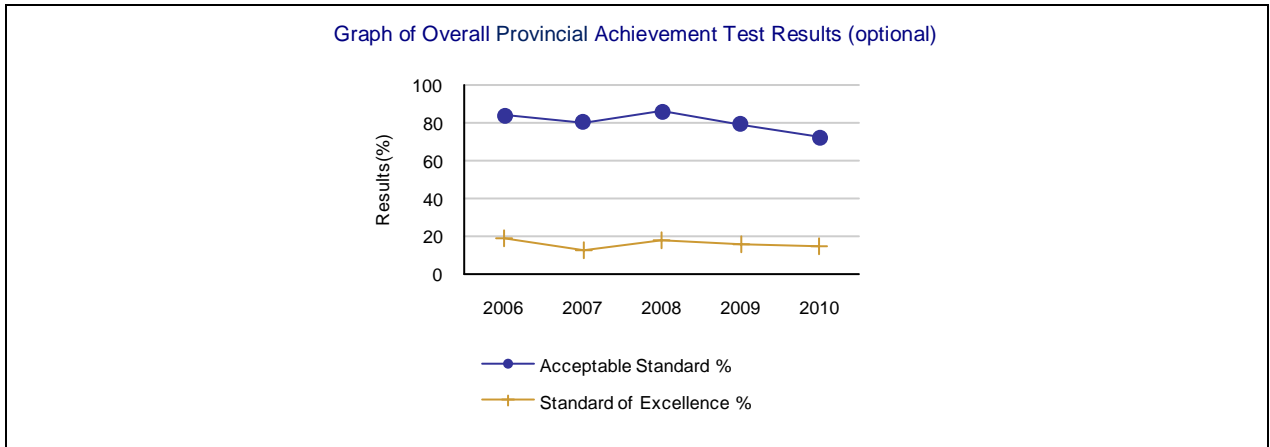 Graph of Overall Provincial Achievement Test Results (optional)
100
80
60
40
20
0
Results(%)
2006 2007 2008 2009 2010
Acceptable Standard %
Standard of Excellence %